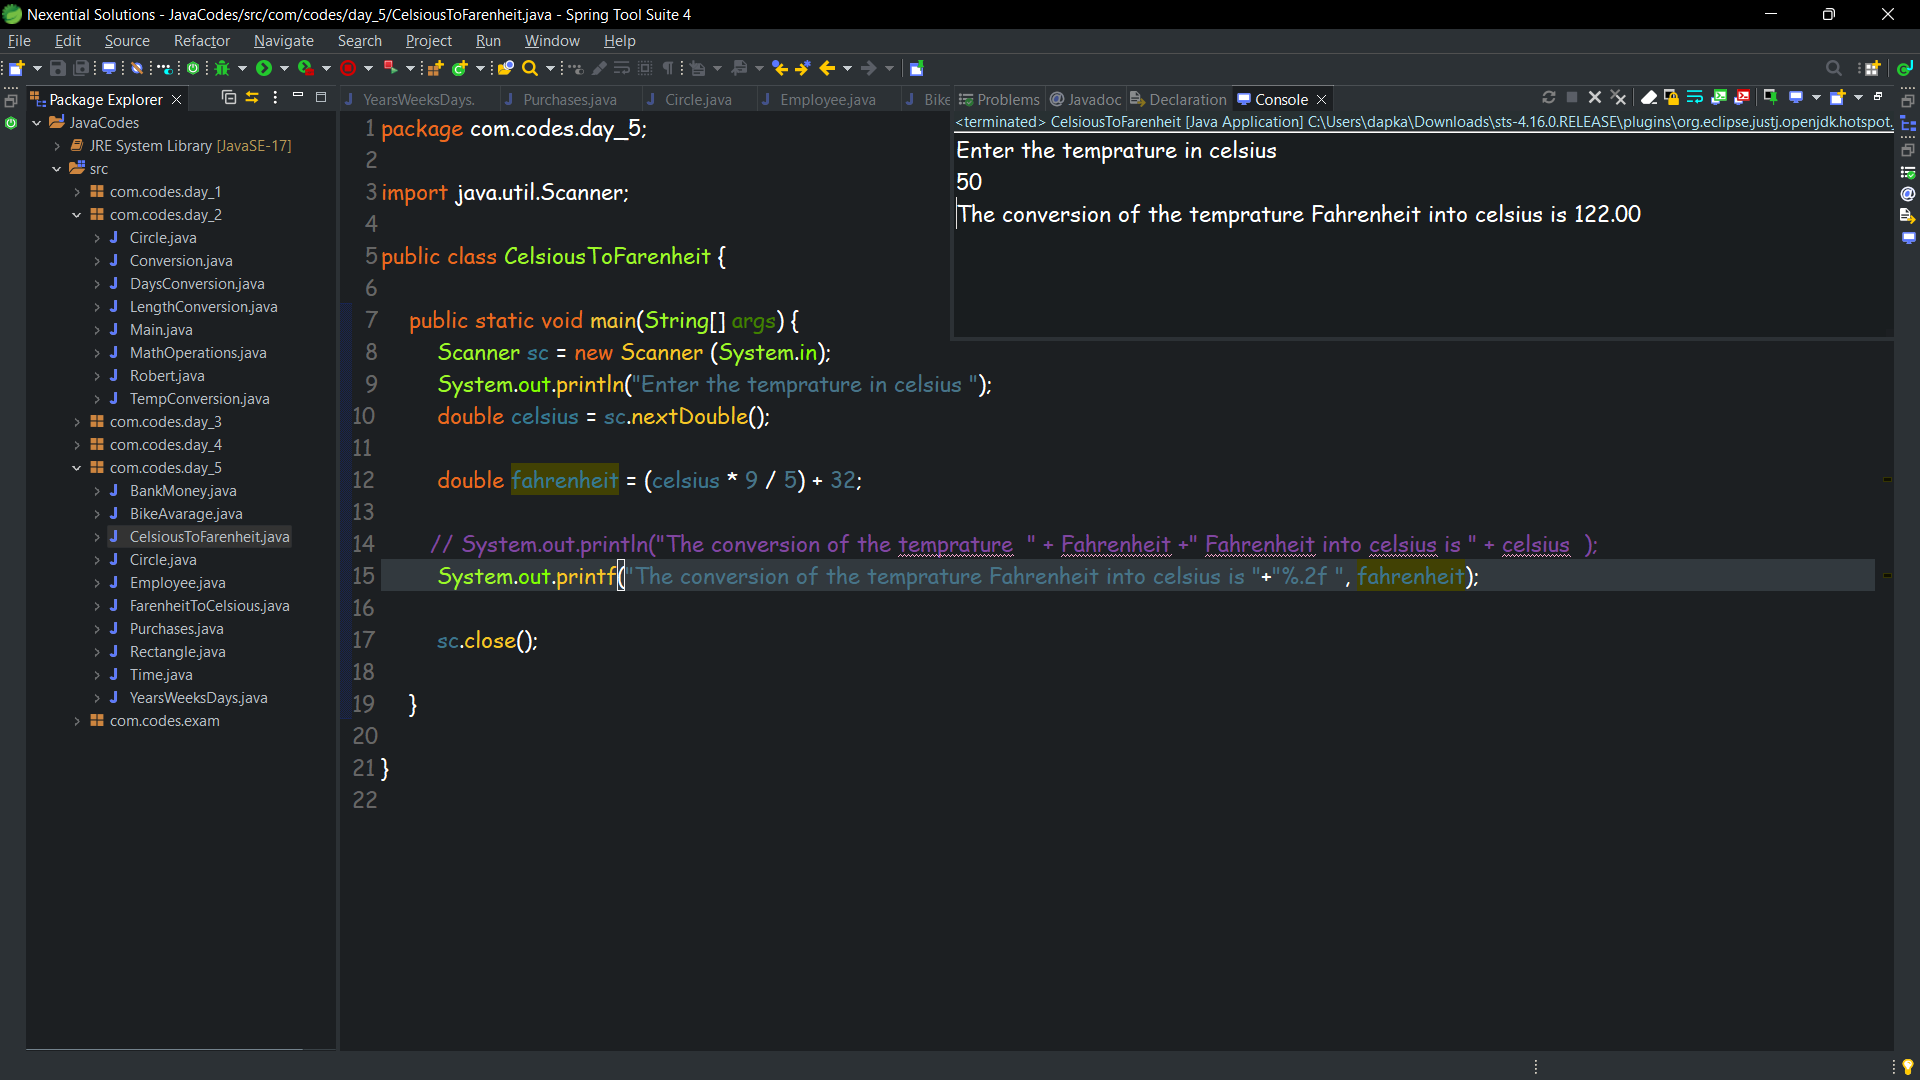 Nexential Solutions - JavaCodes/src/com/codes/day_5/CelsiousToFarenheit.java - Spring Tool Suite 4
File Edit Source Refactor Navigate Search Project Run Window Help
Package Explorer
JavaCodes
JRE System Library [JavaSE-17]
src
com.codes.day_1
com.codes.day_2
Circle.java
Conversion.java
DaysConversion.java
LengthConversion.java
Main.java
MathOperations.java
Robert.java
TempConversion.java
com.codes.day_3
com.codes.day_4
com.codes.day_5
BankMoney.java
BikeAvarage.java
CelsiousToFarenheit.java
Circle.java
Employee.java
FarenheitToCelsious.java
Purchases.java
Rectangle.java
Time.java
YearsWeeksDays.java
com.codes.exam
YearsWeeksDays. Purchases.java Circle.java Employee.java Bike
1 package com.codes.day_5;
2
3 import java.util.Scanner;
4
5 public class CelsiousToFarenheit {
6
7 public static void main(String[] args) {
8 Scanner sc = new Scanner (System.in);
9 System.out.println("Enter the temprature in celsius ");
10 double celsius = sc.nextDouble();
11
12 double fahrenheit = (celsius * 9 / 5) + 32;
13
14 // System.out.println("The conversion of the temprature " + Fahrenheit +" Fahrenheit into celsius is " + celsius );
15 System.out.printf("The conversion of the temprature Fahrenheit into celsius is "+"%.2f ", fahrenheit);
16
17 sc.close();
18
19 }
20
21 }
22
Problems @ Javadoc Declaration Console
<terminated> CelsiousToFarenheit [Java Application] C:\Users\dapka\Downloads\sts-4.16.0.RELEASE\plugins\org.eclipse.justj.openjdk.hotspot.
Enter the temprature in celsius
50
The conversion of the temprature Fahrenheit into celsius is 122.00